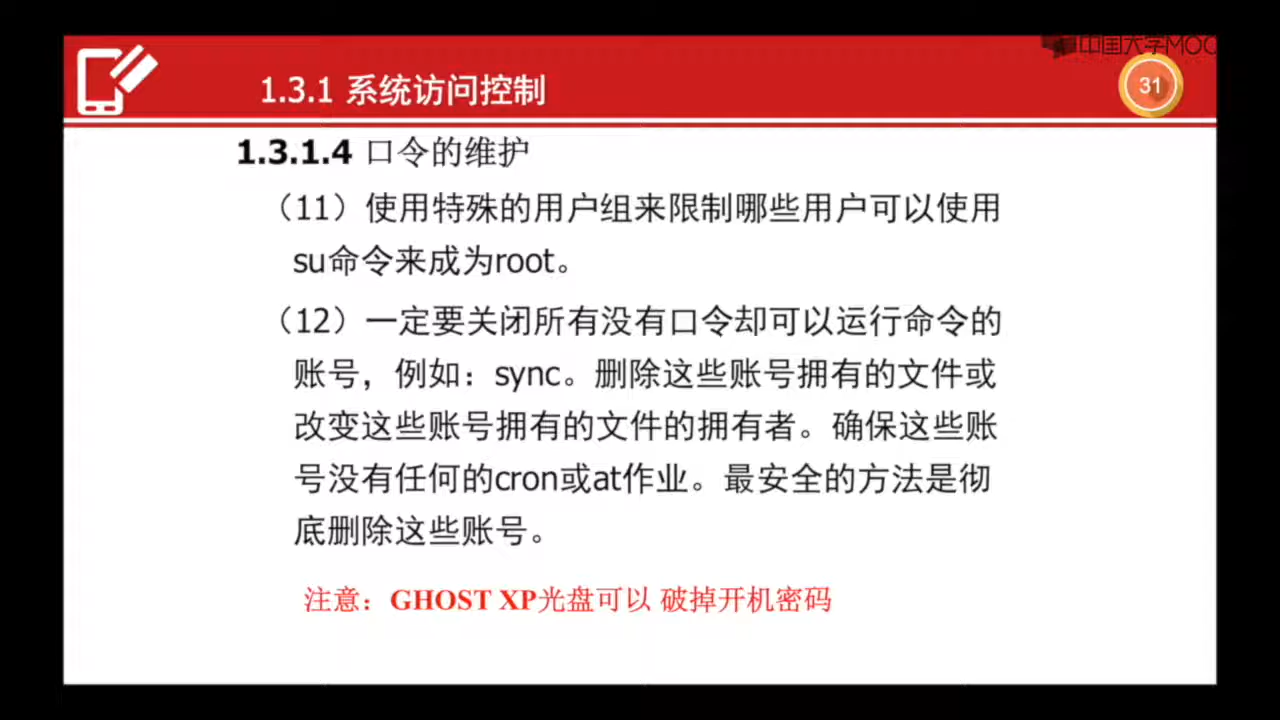 中国大学MOOC
1.3.1 系统访问控制
31
1.3.1.4 口令的维护
（11）使用特殊的用户组来限制哪些用户可以使用
su命令来成为root。
（12）一定要关闭所有没有口令却可以运行命令的
账号，例如：sync。删除这些账号拥有的文件或
改变这些账号拥有的文件的拥有者。确保这些账
号没有任何的cron或at作业。最安全的方法是彻
底删除这些账号。
注意：GHOST XP光盘可以 破掉开机密码